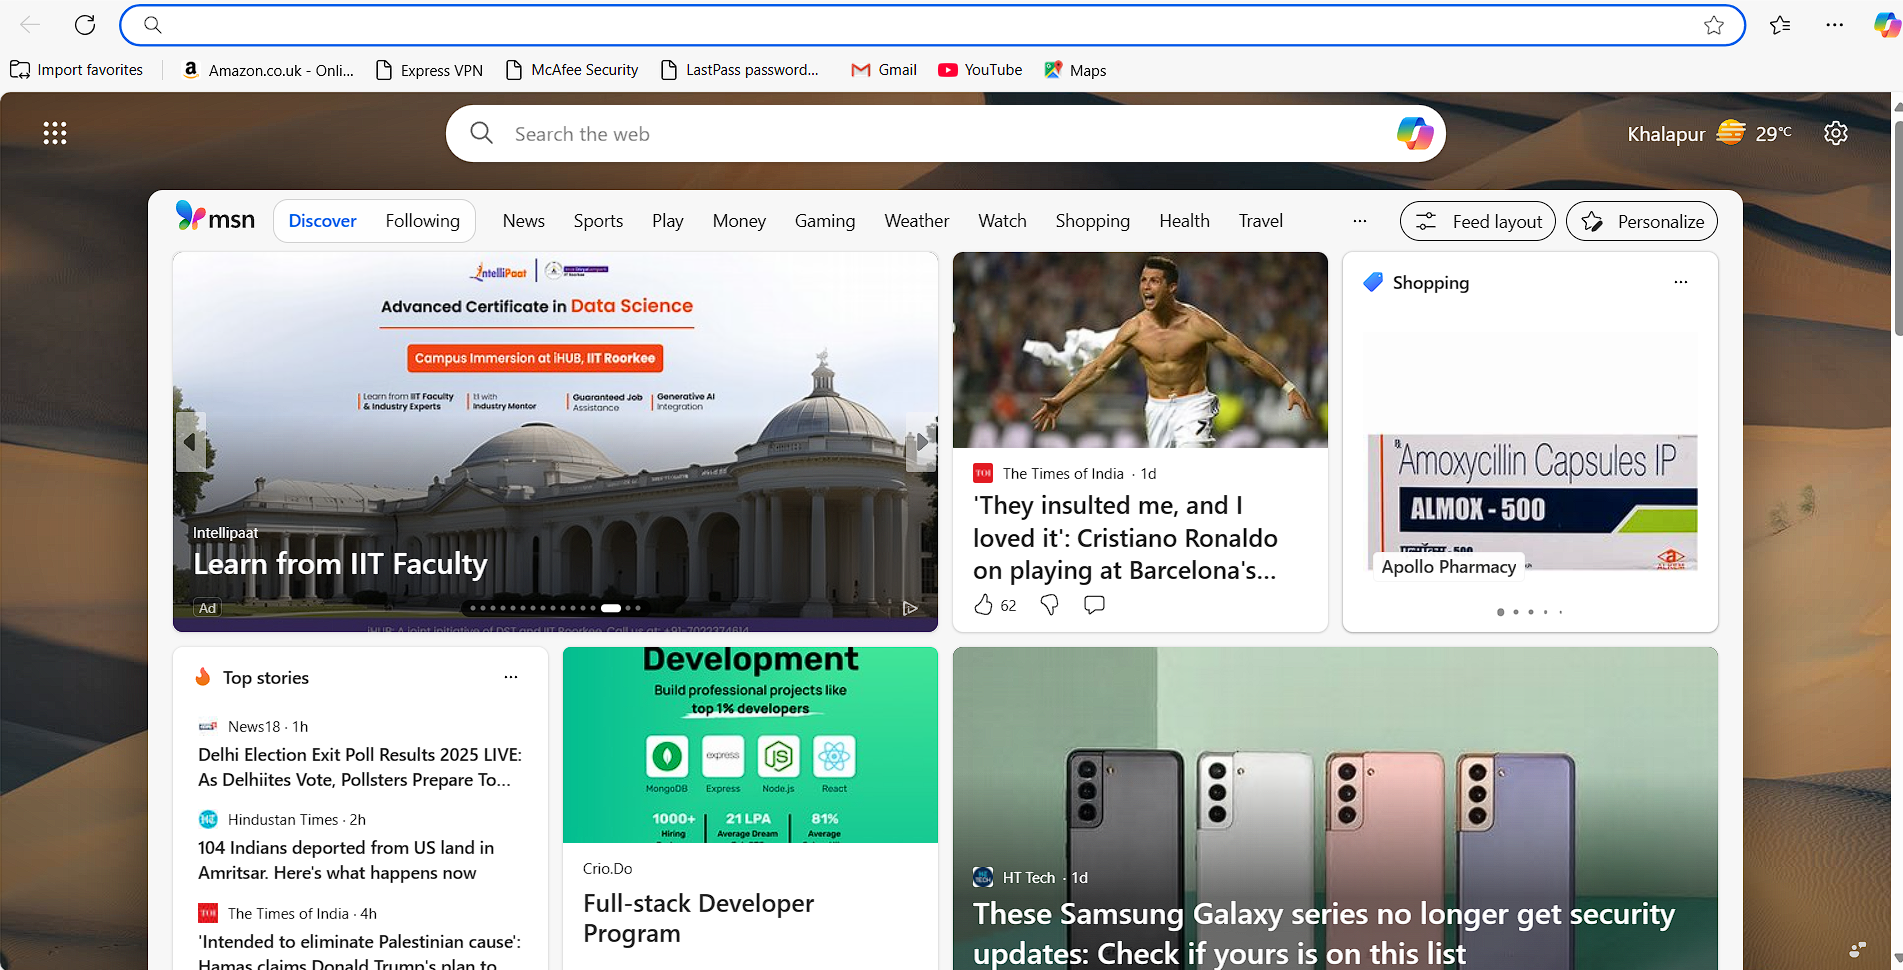 Import favorites
Amazon.co.uk - Onli...
Express VPN
McAfee Security
LastPass password...
Gmail
YouTube
Maps
Search the web
Khalapur
29°C
msn
Discover
Following
News
Sports
Play
Money
Gaming
Weather
Watch
Shopping
Health
Travel
Feed layout
Personalize
IntelliPaat
Advanced Certificate in Data Science
Campus Immersion at iHUB, IIT Roorkee
Learn from IIT Faculty
& Industry Experts
1:1 with
Industry Mentor
Guaranteed Job
Assistance
Generative AI
Integration
Intellipaat
Learn from IIT Faculty
Ad
iHUB: A joint initiative of DST and IIT Roorkee. Call us at: +91-7022374614
7
The Times of India · 1d
'They insulted me, and I
loved it': Cristiano Ronaldo
on playing at Barcelona's...
62
Shopping
Rx
Amoxycillin Capsules IP
ALMOX - 500
Apollo Pharmacy
ALKEM
Top stories
News18 · 1h
Delhi Election Exit Poll Results 2025 LIVE:
As Delhiites Vote, Pollsters Prepare To...
HT
Hindustan Times · 2h
104 Indians deported from US land in
Amritsar. Here's what happens now
TOI
The Times of India · 4h
'Intended to eliminate Palestinian cause':
Hamas claims Donald Trump's plan to
Development
Build professional projects like
top 1% developers
express
MongoDB
Express
Node.js
React
1000+
Hiring
21 LPA
Average Dream
81%
Average
Crio.Do
Full-stack Developer
Program
HT Tech · 1d
These Samsung Galaxy series no longer get security
updates: Check if yours is on this list